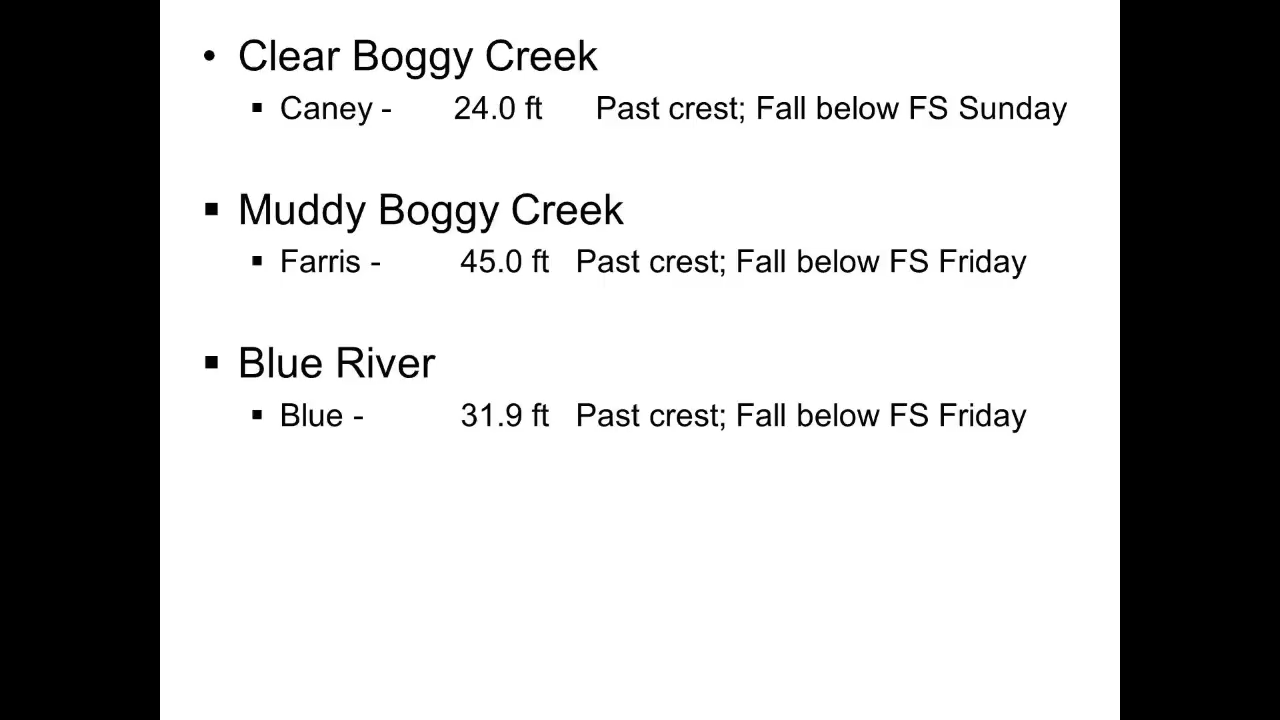 • Clear Boggy Creek
▪ Caney - 24.0 ft Past crest; Fall below FS Sunday
▪ Muddy Boggy Creek
▪ Farris - 45.0 ft Past crest; Fall below FS Friday
▪ Blue River
▪ Blue - 31.9 ft Past crest; Fall below FS Friday